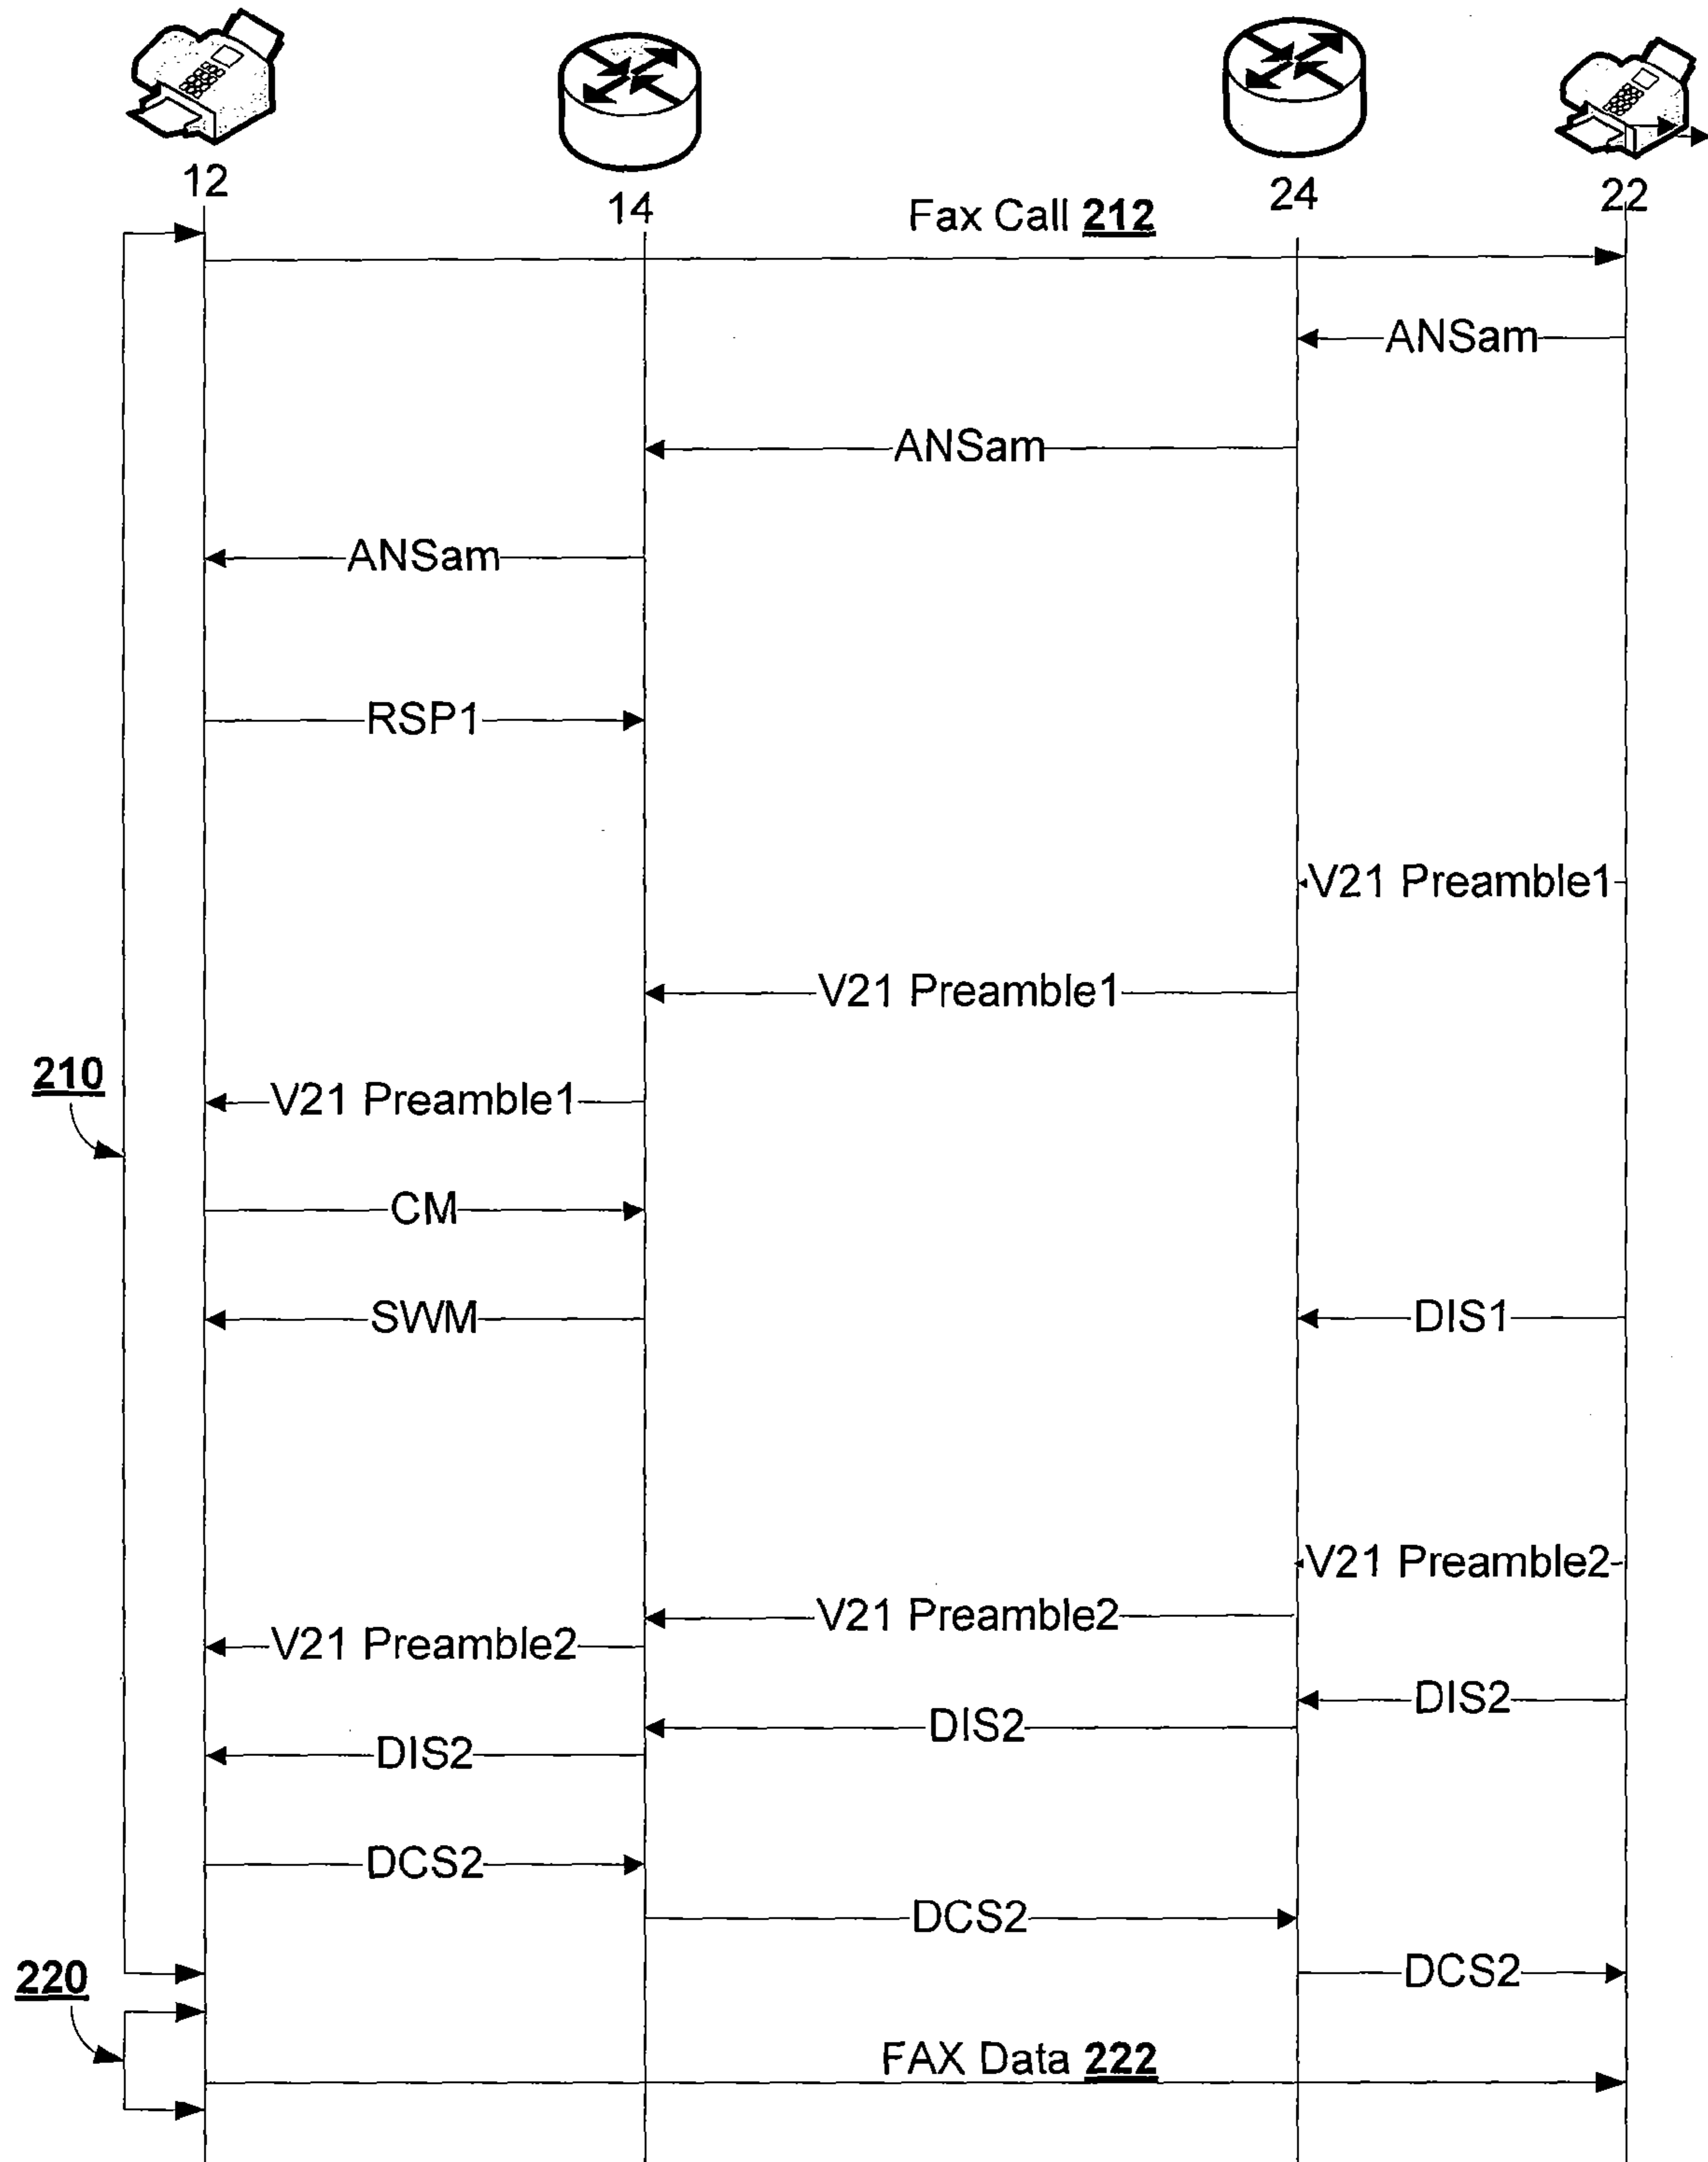 12
14
24
22
Fax Call 212
ANSam
ANSam
ANSam
RSP1
V21 Preamble1
V21 Preamble1
210
V21 Preamble1
CM
SWM
DIS1
V21 Preamble2
V21 Preamble2
V21 Preamble2
DIS2
DIS2
DIS2
DCS2
DCS2
DCS2
220
FAX Data 222